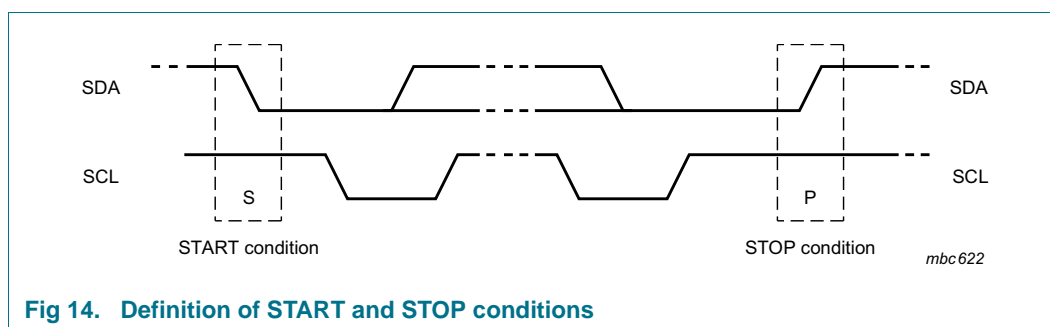 SDA
SDA
SCL
SCL
S
P
START condition
STOP condition
mbc622
Fig 14. Definition of START and STOP conditions